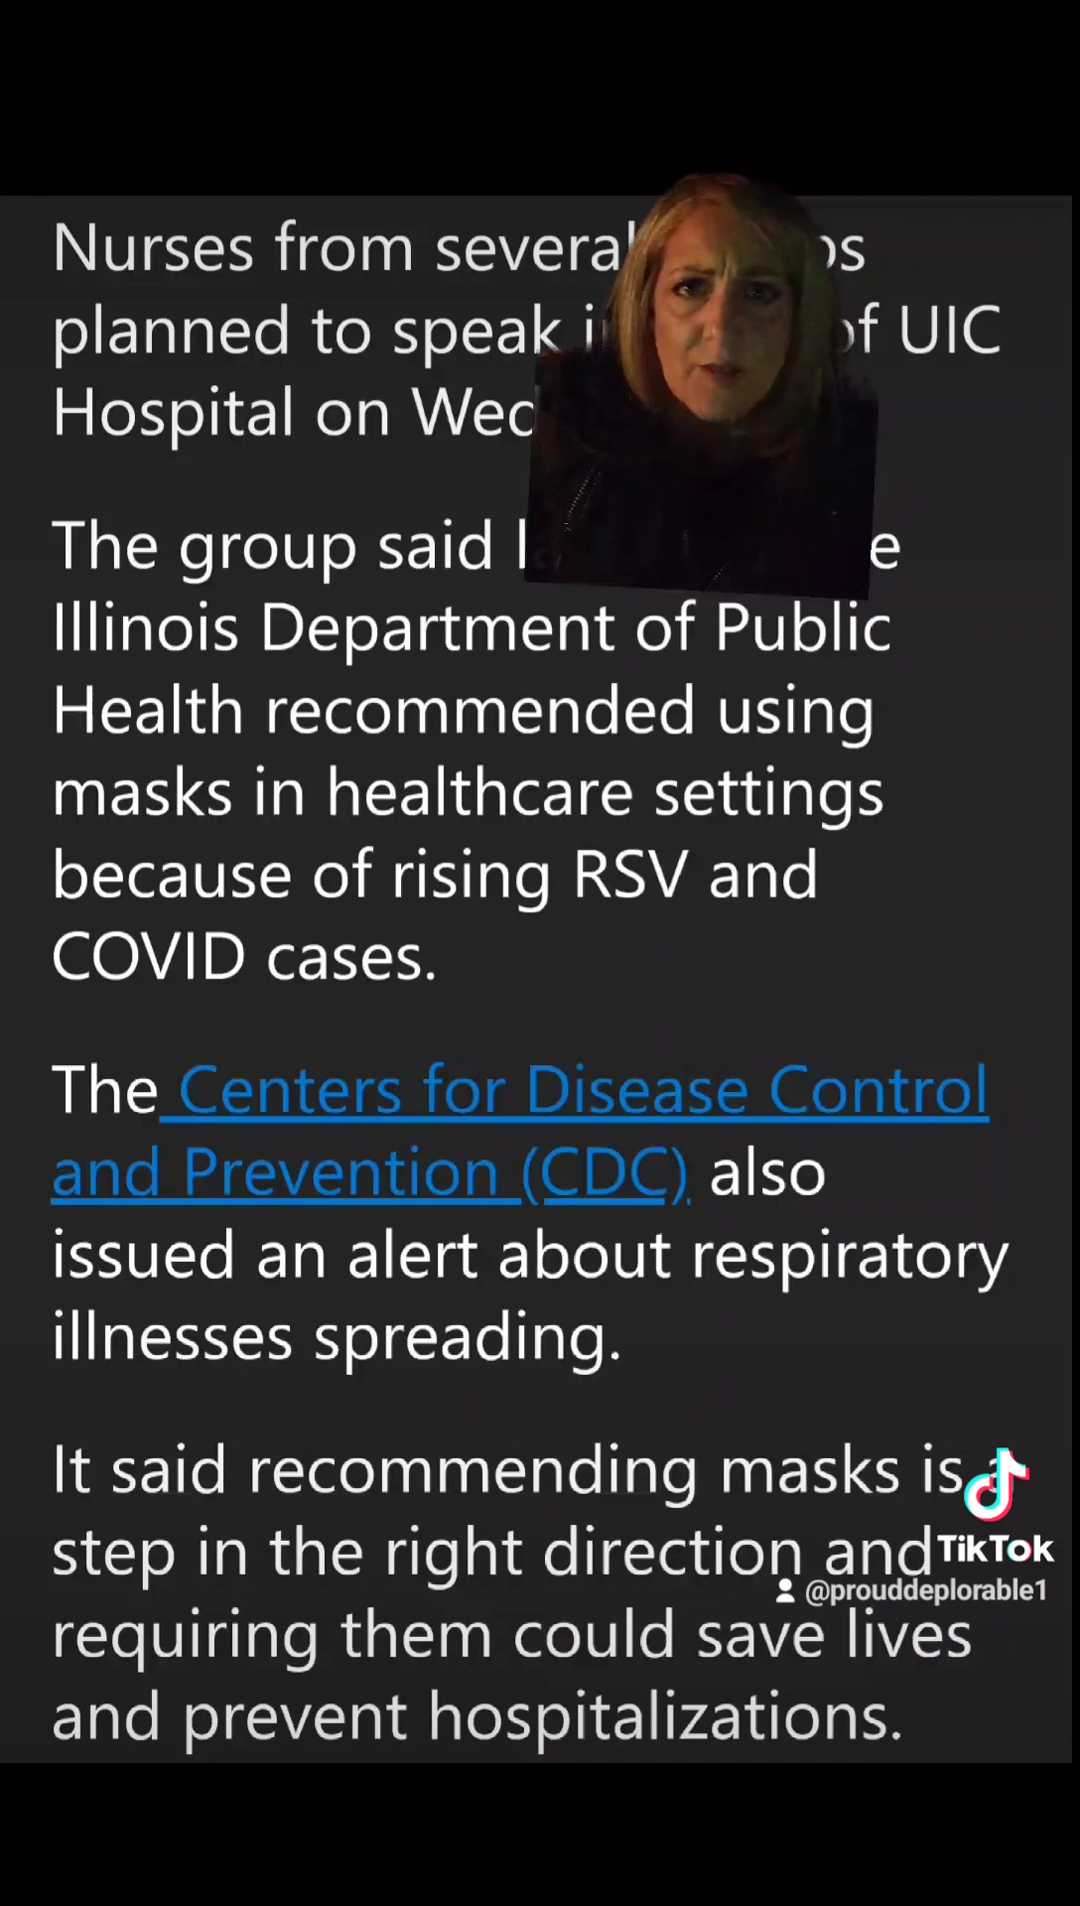 Nurses from several
planned to speak of UIC
Hospital on
The group said
Illinois Department of Public
Health recommended using
masks in healthcare settings
because of rising RSV and
COVID cases.
The Centers for Disease Control
and Prevention (CDC) also
issued an alert about respiratory
illnesses spreading.
It said recommending masks is a
step in the right direction and
requiring them could save lives
and prevent hospitalizations.
TikTok
@prouddeplorable1